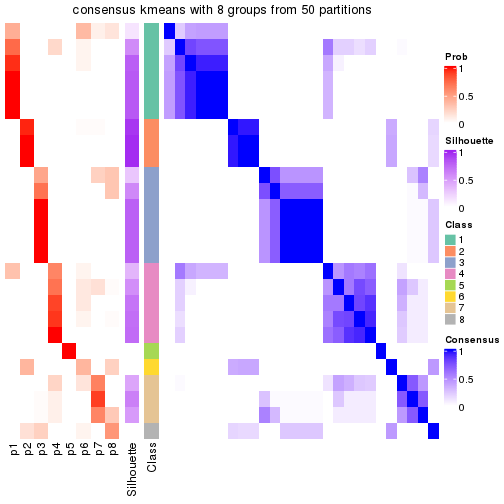 consensus kmeans with 8 groups from 50 partitions
Prob
1
0.5
0
Silhouette
1
0.5
0
Class
1
2
3
4
5
6
7
8
Consensus
1
0.5
0
p1
p2
p3
p4
p5
p6
p7
p8
Silhouette
Class